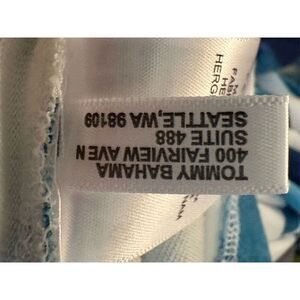 TOMMY BAHAMA
400 FAIRVIEW AVE N
SUITE 488
SEATTLE, WA 98109